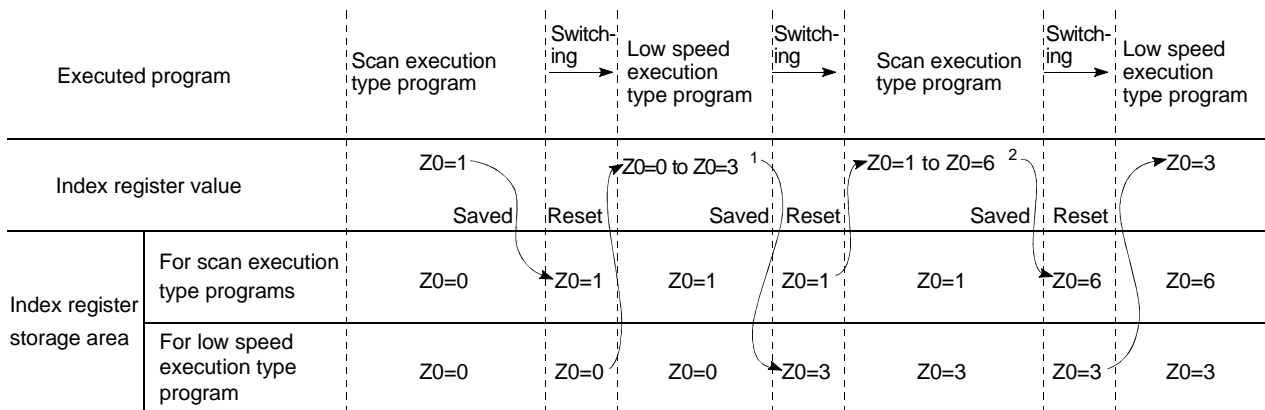 Executed program
Scan execution
type program
Switch-
ing
Low speed
execution
type program
Switch-
ing
Scan execution
type program
Switch-
ing
Low speed
execution
type program
Index register value
Z0=1
Z0=0 to Z0=3 1
Z0=1 to Z0=6 2
Z0=3
Saved
Reset
Saved
Reset
Saved
Reset
Index register
storage area
For scan execution
type programs
Z0=0
Z0=1
Z0=1
Z0=1
Z0=1
Z0=6
Z0=6
For low speed
execution type
program
Z0=0
Z0=0
Z0=0
Z0=3
Z0=3
Z0=3
Z0=3